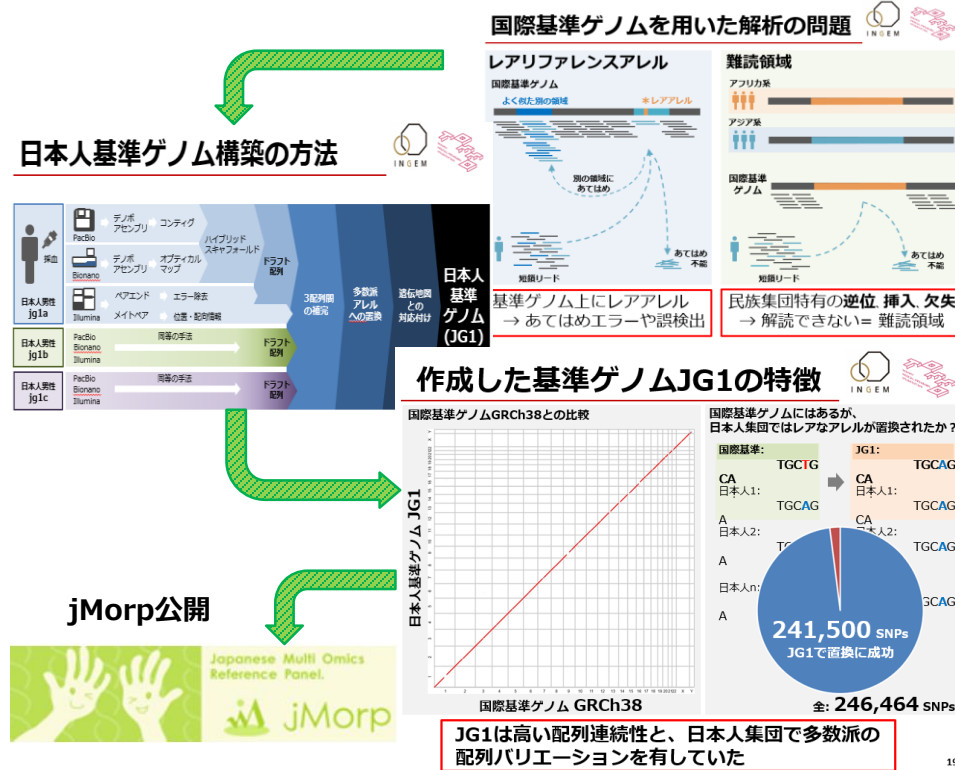 国際基準ゲノムを用いた解析の問題
INGEM
レアリファレンスアレル
国際基準ゲノム
よく似た別の領域
＊レアアレル
別の領域に
あてはめ
短鎖リード
あてはめ
不能
基準ゲノム上にレアアレル
→ あてはめエラーや誤検出
難読領域
アフリカ系
アジア系
国際基準
ゲノム
短鎖リード
あてはめ
不能
民族集団特有の逆位, 挿入, 欠失
→ 解読できない= 難読領域
日本人基準ゲノム構築の方法
INGEM
採血
日本人男性
jg1a
PacBio
デノボ
アセンブリ
コンティグ
Bionano
デノボ
アセンブリ
オプティカル
マップ
ハイブリッド
スキャフォールド
Illumina
ペアエンド
エラー除去
メイトペア
位置・配向情報
ドラフト
配列
日本人男性
jg1b
PacBio
Bionano
Illumina
同等の手法
ドラフト
配列
日本人男性
jg1c
PacBio
Bionano
Illumina
同等の手法
ドラフト
配列
3配列間
の補完
多数派
アレル
への置換
遺伝地図
との
対応付け
日本人
基準
ゲノム
(JG1)
作成した基準ゲノムJG1の特徴
INGEM
国際基準ゲノムGRCh38との比較
日本人基準ゲノム JG1
国際基準ゲノム GRCh38
国際基準ゲノムにはあるが、
日本人集団ではレアなアレルが置換されたか？
国際基準:
TGCTG
CA
日本人1:
TGCAG
A
日本人2:
A
日本人n:
A
JG1:
TGCAG
CA
日本人1:
TGCAG
CA
TGCAG
241,500 SNPs
JG1で置換に成功
全: 246,464 SNPs
JG1は高い配列連続性と、日本人集団で多数派の
配列バリエーションを有していた
19
jMorp公開
Japanese Multi Omics
Reference Panel.
jMorp